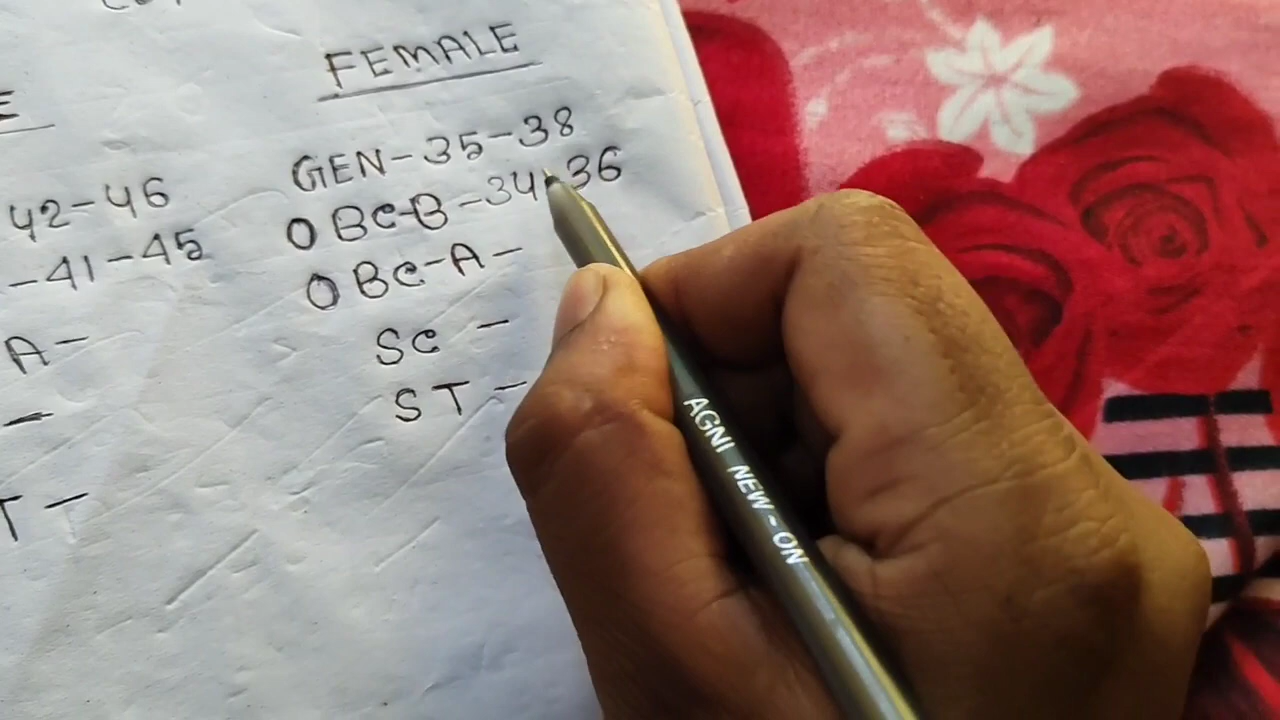 FEMALE
E
GEN-35-38
42-46
OBC-B-34-36
-41-45
OBC-A-
A-
SC -
-
ST-
T-
AGNI NEW-ON